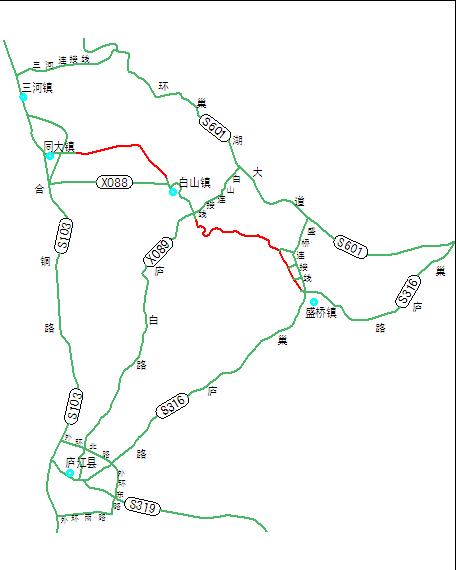 三河连接线
三河镇
环
巢
S601
湖
同大镇
大
合
X088
白山镇
白山连接线
道
S103
盛桥连接线
S601
X089
铜
庐
巢
S316
庐
盛桥镇
路
白
巢
路
路
庐
S316
S103
路
外环北路
庐江县
外环东路
S319
外环南路